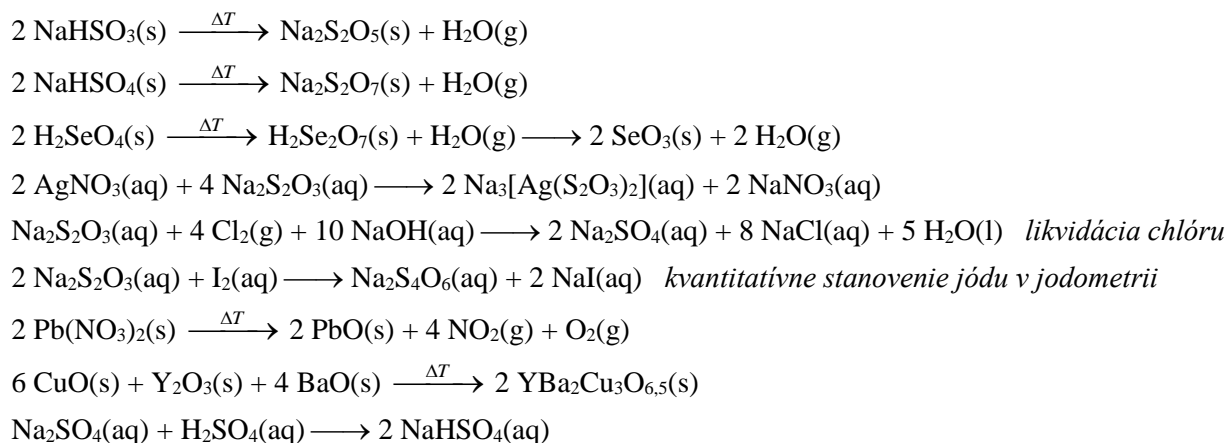 2 NaHSO₃(s) —ΔT→ Na₂S₂O₅(s) + H₂O(g)
2 NaHSO₄(s) —ΔT→ Na₂S₂O₇(s) + H₂O(g)
2 H₂SeO₄(s) —ΔT→ H₂Se₂O₇(s) + H₂O(g) ⟶ 2 SeO₃(s) + 2 H₂O(g)
2 AgNO₃(aq) + 4 Na₂S₂O₃(aq) ⟶ 2 Na₃[Ag(S₂O₃)₂](aq) + 2 NaNO₃(aq)
Na₂S₂O₃(aq) + 4 Cl₂(g) + 10 NaOH(aq) ⟶ 2 Na₂SO₄(aq) + 8 NaCl(aq) + 5 H₂O(l) likvidácia chlóru
2 Na₂S₂O₃(aq) + I₂(aq) ⟶ Na₂S₄O₆(aq) + 2 NaI(aq) kvantitatívne stanovenie jódu v jodometrii
2 Pb(NO₃)₂(s) —ΔT→ 2 PbO(s) + 4 NO₂(g) + O₂(g)
6 CuO(s) + Y₂O₃(s) + 4 BaO(s) —ΔT→ 2 YBa₂Cu₃O₆,₅(s)
Na₂SO₄(aq) + H₂SO₄(aq) ⟶ 2 NaHSO₄(aq)